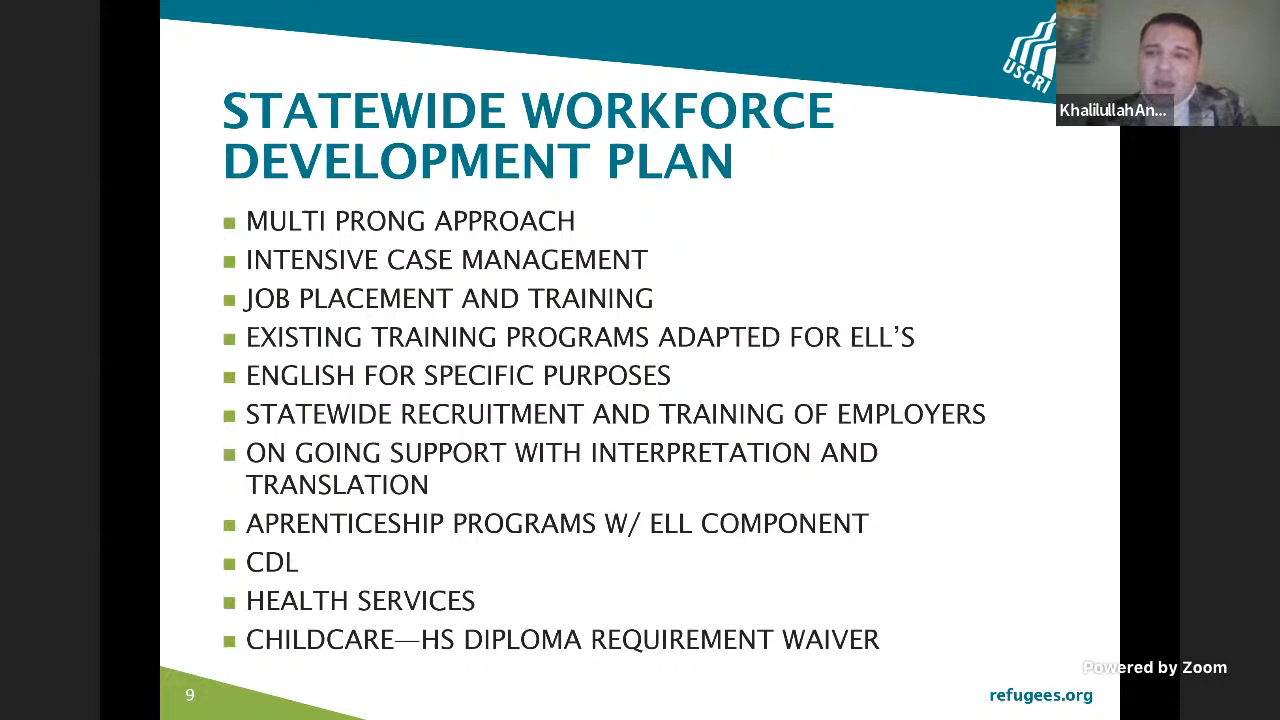 USCRI
KhalilullahAn...
STATEWIDE WORKFORCE
DEVELOPMENT PLAN
MULTI PRONG APPROACH
INTENSIVE CASE MANAGEMENT
JOB PLACEMENT AND TRAINING
EXISTING TRAINING PROGRAMS ADAPTED FOR ELL’S
ENGLISH FOR SPECIFIC PURPOSES
STATEWIDE RECRUITMENT AND TRAINING OF EMPLOYERS
ON GOING SUPPORT WITH INTERPRETATION AND
TRANSLATION
APRENTICESHIP PROGRAMS W/ ELL COMPONENT
CDL
HEALTH SERVICES
CHILDCARE—HS DIPLOMA REQUIREMENT WAIVER
Powered by Zoom
9
refugees.org